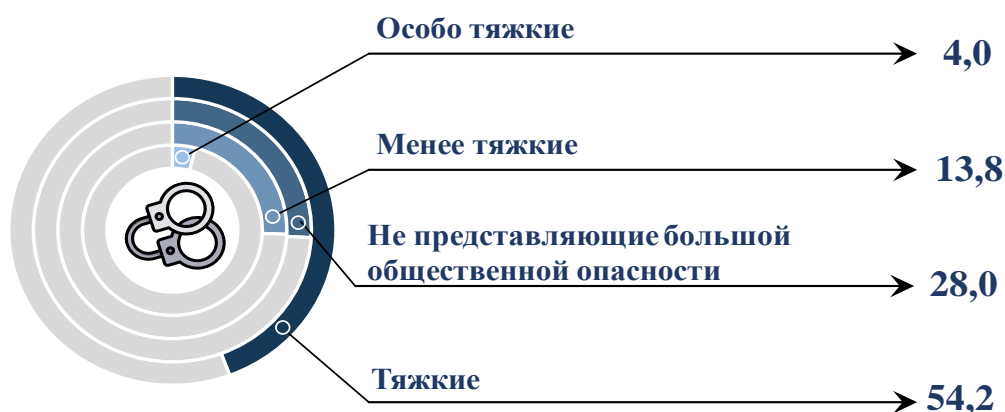 Особо тяжкие
4,0
Менее тяжкие
13,8
Не представляющие большой
общественной опасности
28,0
Тяжкие
54,2